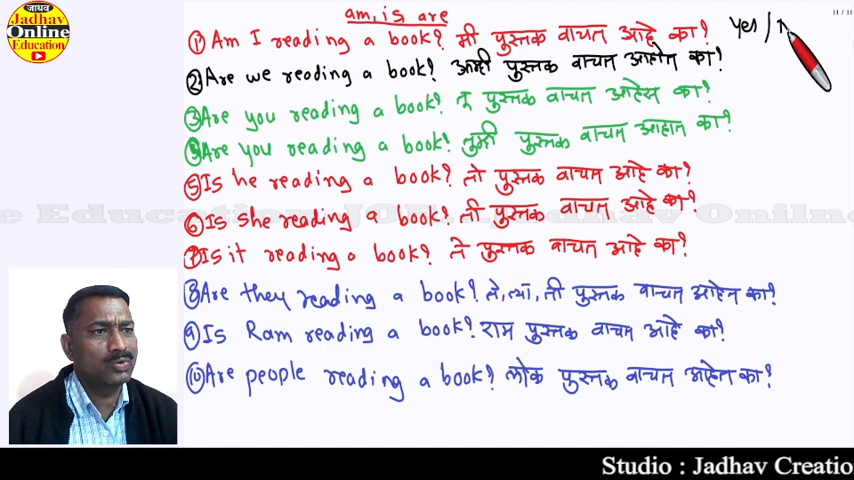 जाधव
Jadhav
Online
Education
am, is are
11 / 11
① Am I reading a book? मी पुस्तक वाचत आहे का?
Yes /
② Are we reading a book? आम्ही पुस्तक वाचत आहोत का?
③ Are you reading a book? तू पुस्तक वाचत आहेस का?
④ Are you reading a book? तुम्ही पुस्तक वाचत आहात का?
⑤ Is he reading a book? तो पुस्तक वाचत आहे का?
⑥ Is she reading a book? ती पुस्तक वाचत आहे का?
⑦ Is it reading a book? ते पुस्तक वाचत आहे का?
⑧ Are they reading a book? ते, त्या, ती पुस्तक वाचत आहेत का?
⑨ Is Ram reading a book? राम पुस्तक वाचत आहे का?
⑩ Are people reading a book? लोक पुस्तक वाचत आहेत का?
Studio : Jadhav Creatio